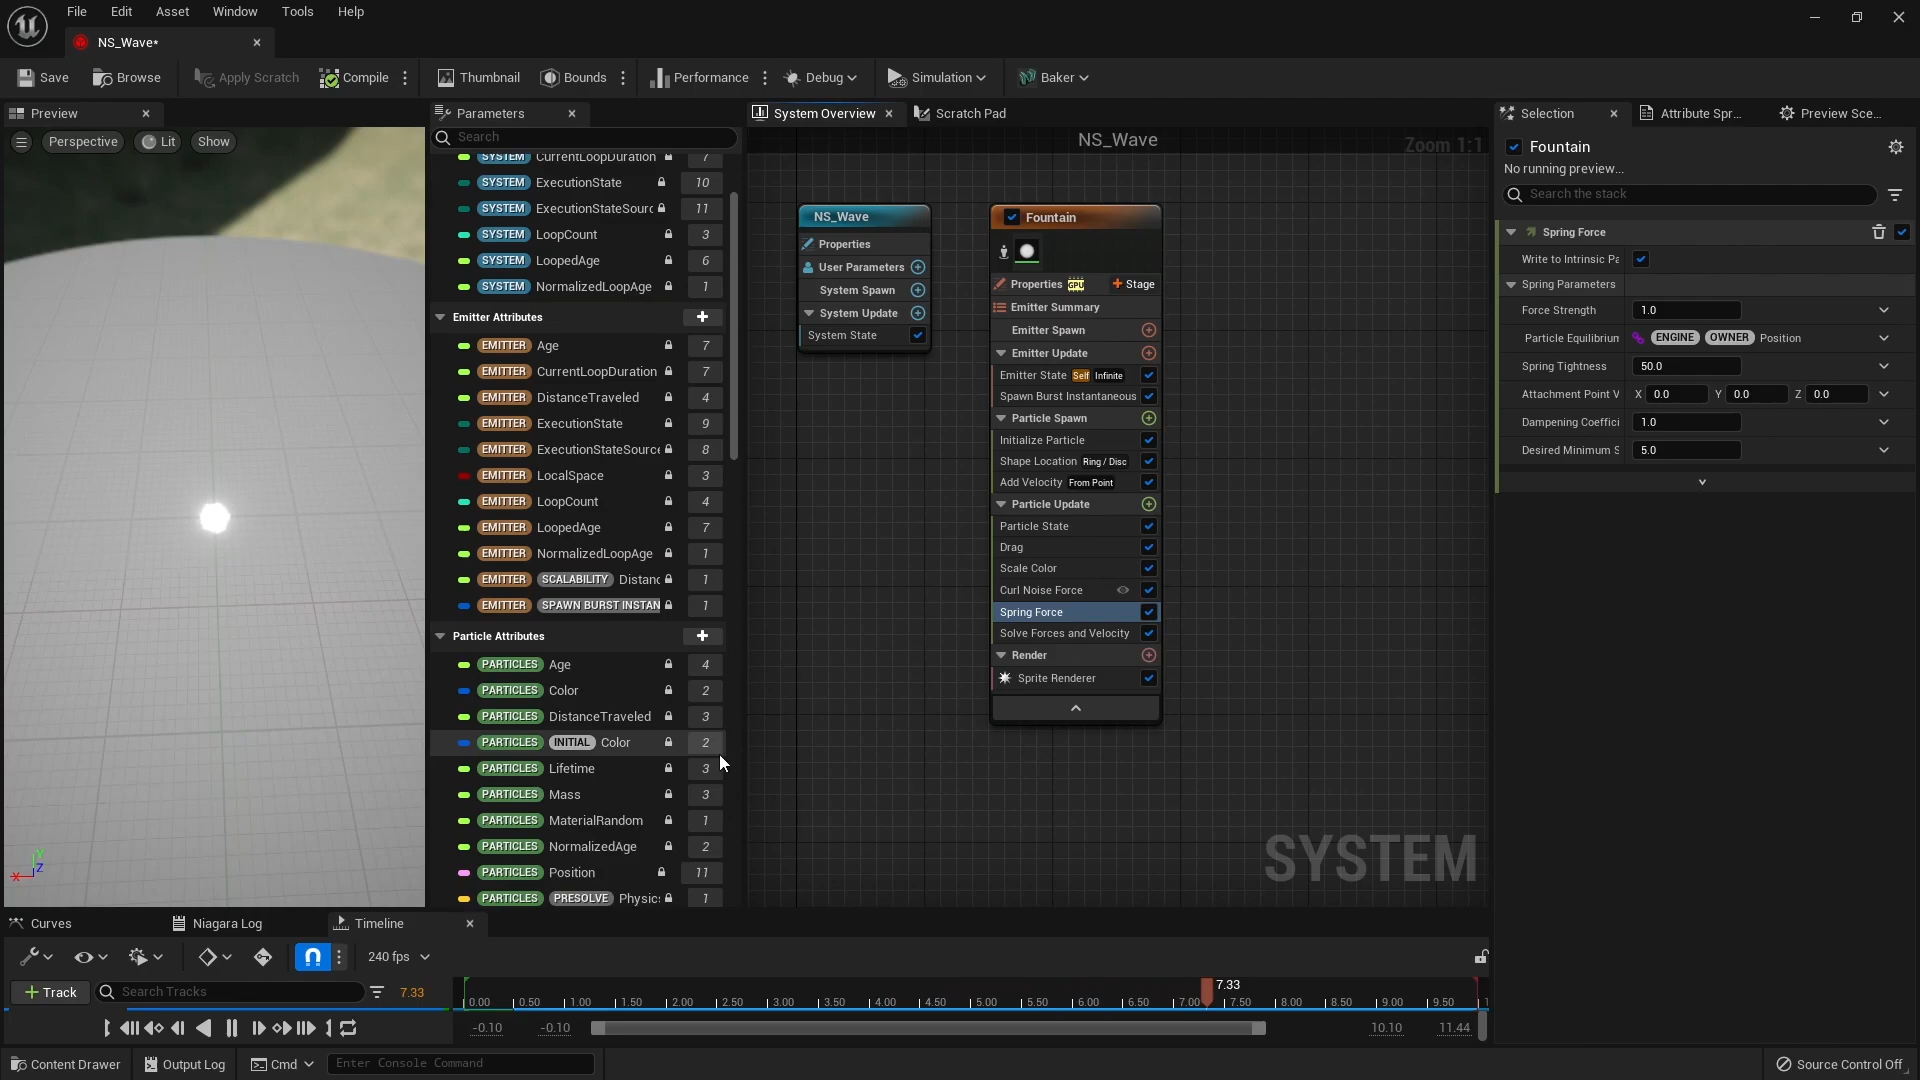 File Edit Asset Window Tools Help
NS_Wave*
Save Browse Apply Scratch Compile Thumbnail Bounds Performance Debug Simulation Baker
Preview
Perspective Lit Show
X Y Z
Parameters
Search
SYSTEM CurrentLoopDuration 7
SYSTEM ExecutionState 10
SYSTEM ExecutionStateSourc 11
SYSTEM LoopCount 3
SYSTEM LoopedAge 6
SYSTEM NormalizedLoopAge 1
Emitter Attributes
EMITTER Age 7
EMITTER CurrentLoopDuration 7
EMITTER DistanceTraveled 4
EMITTER ExecutionState 9
EMITTER ExecutionStateSource 8
EMITTER LocalSpace 3
EMITTER LoopCount 4
EMITTER LoopedAge 7
EMITTER NormalizedLoopAge 1
EMITTER SCALABILITY Distanc 1
EMITTER SPAWN BURST INSTAN 1
Particle Attributes
PARTICLES Age 4
PARTICLES Color 2
PARTICLES DistanceTraveled 3
PARTICLES INITIAL Color 2
PARTICLES Lifetime 3
PARTICLES Mass 3
PARTICLES MaterialRandom 1
PARTICLES NormalizedAge 2
PARTICLES Position 11
PARTICLES PRESOLVE Physic 1
System Overview Scratch Pad
NS_Wave
Zoom 1:1
NS_Wave
Properties
User Parameters
System Spawn
System Update
System State
Fountain
Properties GPU Stage
Emitter Summary
Emitter Spawn
Emitter Update
Emitter State Self Infinite
Spawn Burst Instantaneous
Particle Spawn
Initialize Particle
Shape Location Ring / Disc
Add Velocity From Point
Particle Update
Particle State
Drag
Scale Color
Curl Noise Force
Spring Force
Solve Forces and Velocity
Render
Sprite Renderer
SYSTEM
Selection Attribute Spr... Preview Sce...
Fountain
No running preview...
Search the stack
Spring Force
Write to Intrinsic Pa
Spring Parameters
Force Strength 1.0
Particle Equilibriun ENGINE OWNER Position
Spring Tightness 50.0
Attachment Point V X 0.0 Y 0.0 Z 0.0
Dampening Coeffici 1.0
Desired Minimum S 5.0
Curves Niagara Log Timeline
240 fps
Track Search Tracks 7.33
7.33
0.00 0.50 1.00 1.50 2.00 2.50 3.00 3.50 4.00 4.50 5.00 5.50 6.00 6.50 7.00 7.50 8.00 8.50 9.00 9.50 1
-0.10 -0.10 10.10 11.44
Content Drawer Output Log Cmd Enter Console Command Source Control Off